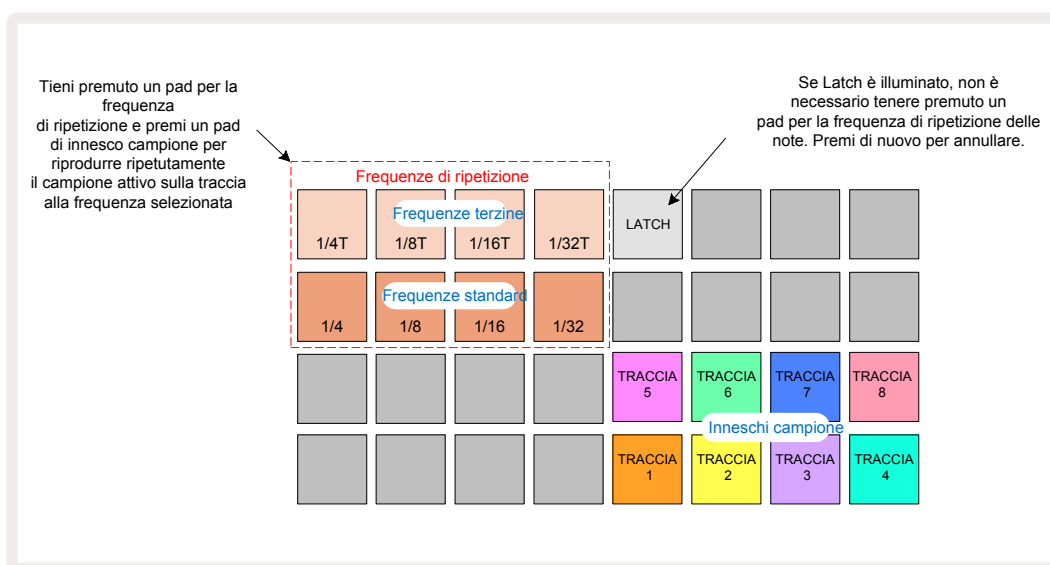 Tieni premuto un pad per la
frequenza
di ripetizione e premi un pad
di innesco campione per
riprodurre ripetutamente
il campione attivo sulla traccia
alla frequenza selezionata
Se Latch è illuminato, non è
necessario tenere premuto un
pad per la frequenza di ripetizione delle
note. Premi di nuovo per annullare.
Frequenze di ripetizione
Frequenze terzine
1/4T 1/8T 1/16T 1/32T
LATCH
Frequenze standard
1/4 1/8 1/16 1/32
TRACCIA
5
TRACCIA
6
TRACCIA
7
TRACCIA
8
Inneschi campione
TRACCIA
1
TRACCIA
2
TRACCIA
3
TRACCIA
4